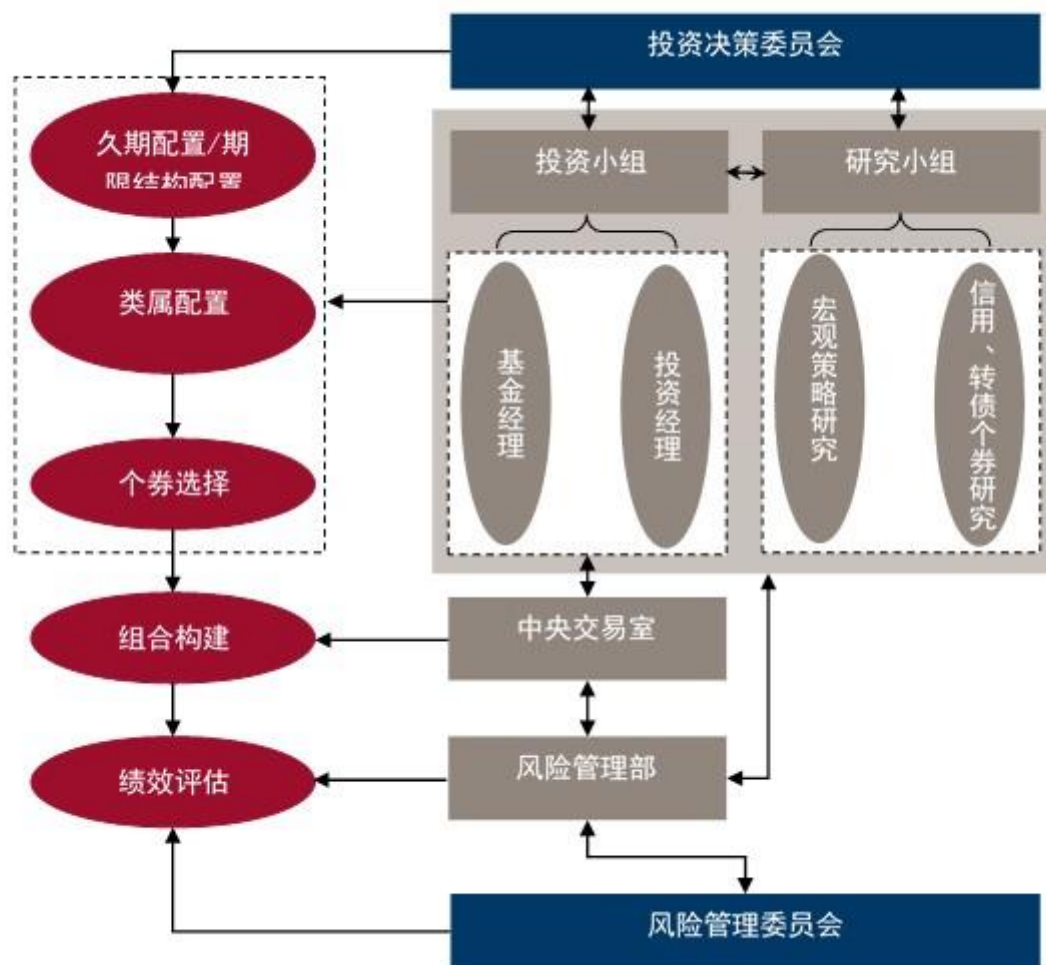 投资决策委员会
久期配置/期
限结构配置
投资小组
研究小组
类属配置
基金经理
投资经理
宏观策略研究
信用、转债个券研究
个券选择
组合构建
中央交易室
绩效评估
风险管理部
风险管理委员会